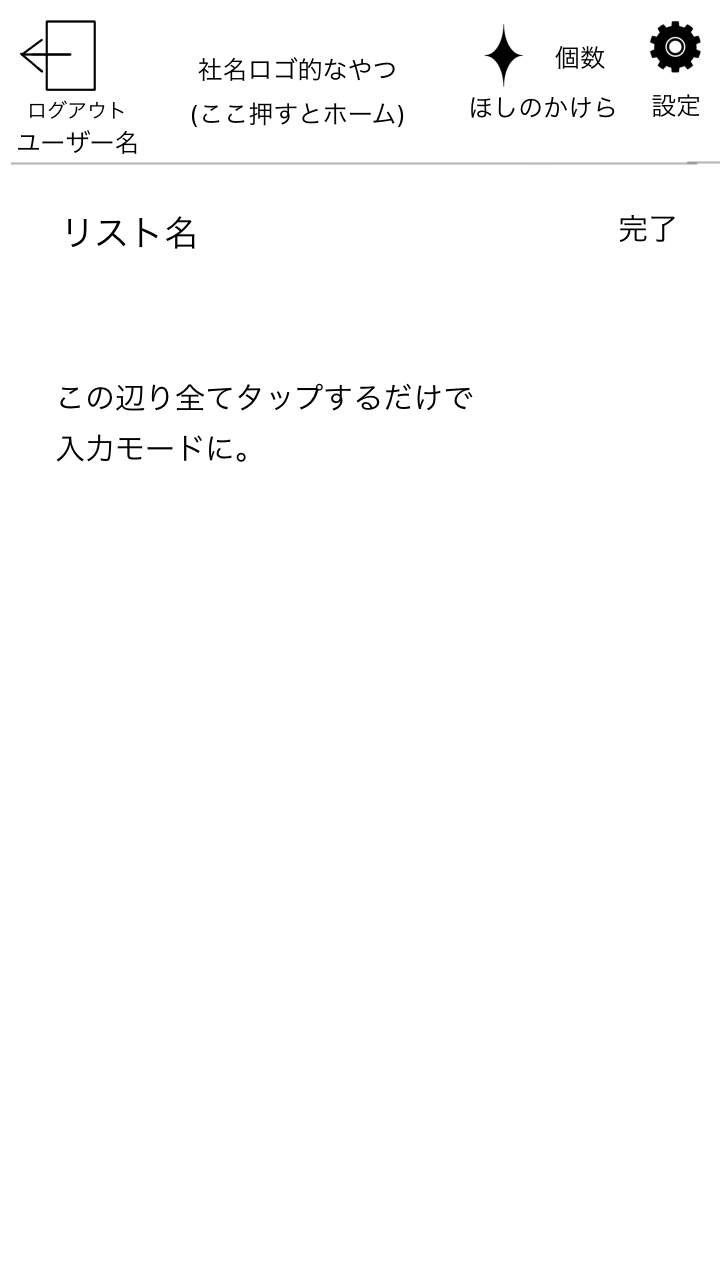 ログアウト
ユーザー名
社名ロゴ的なやつ
(ここ押すとホーム)
個数
ほしのかけら
設定
リスト名
完了
この辺り全てタップするだけで
入力モードに。